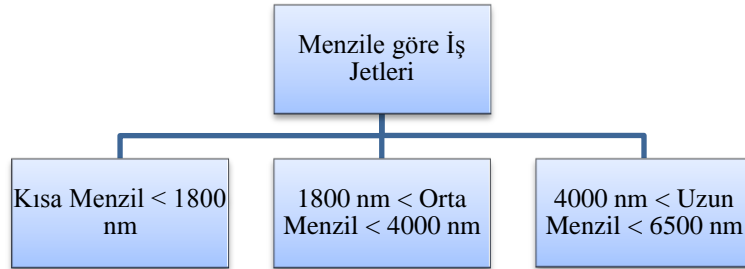 Menzile göre İş
Jetleri
Kısa Menzil < 1800
nm
1800 nm < Orta
Menzil < 4000 nm
4000 nm < Uzun
Menzil < 6500 nm